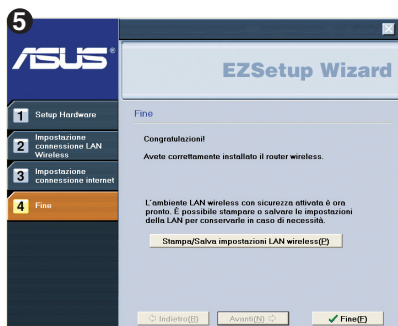 5
ASUS®
EZSetup Wizard
1 Setup Hardware
2 Impostazione
connessione LAN
Wireless
3 Impostazione
connessione internet
4 Fine
Fine
Congratulazioni!
Avete correttamente installato il router wireless.
L'ambiente LAN wireless con sicurezza attivata è ora
pronto. È possibile stampare o salvare le impostazioni
della LAN per conservarle in caso di necessità.
Stampa/Salva impostazioni LAN wireless(P)
Indietro(B)
Avanti(N)
Fine(F)